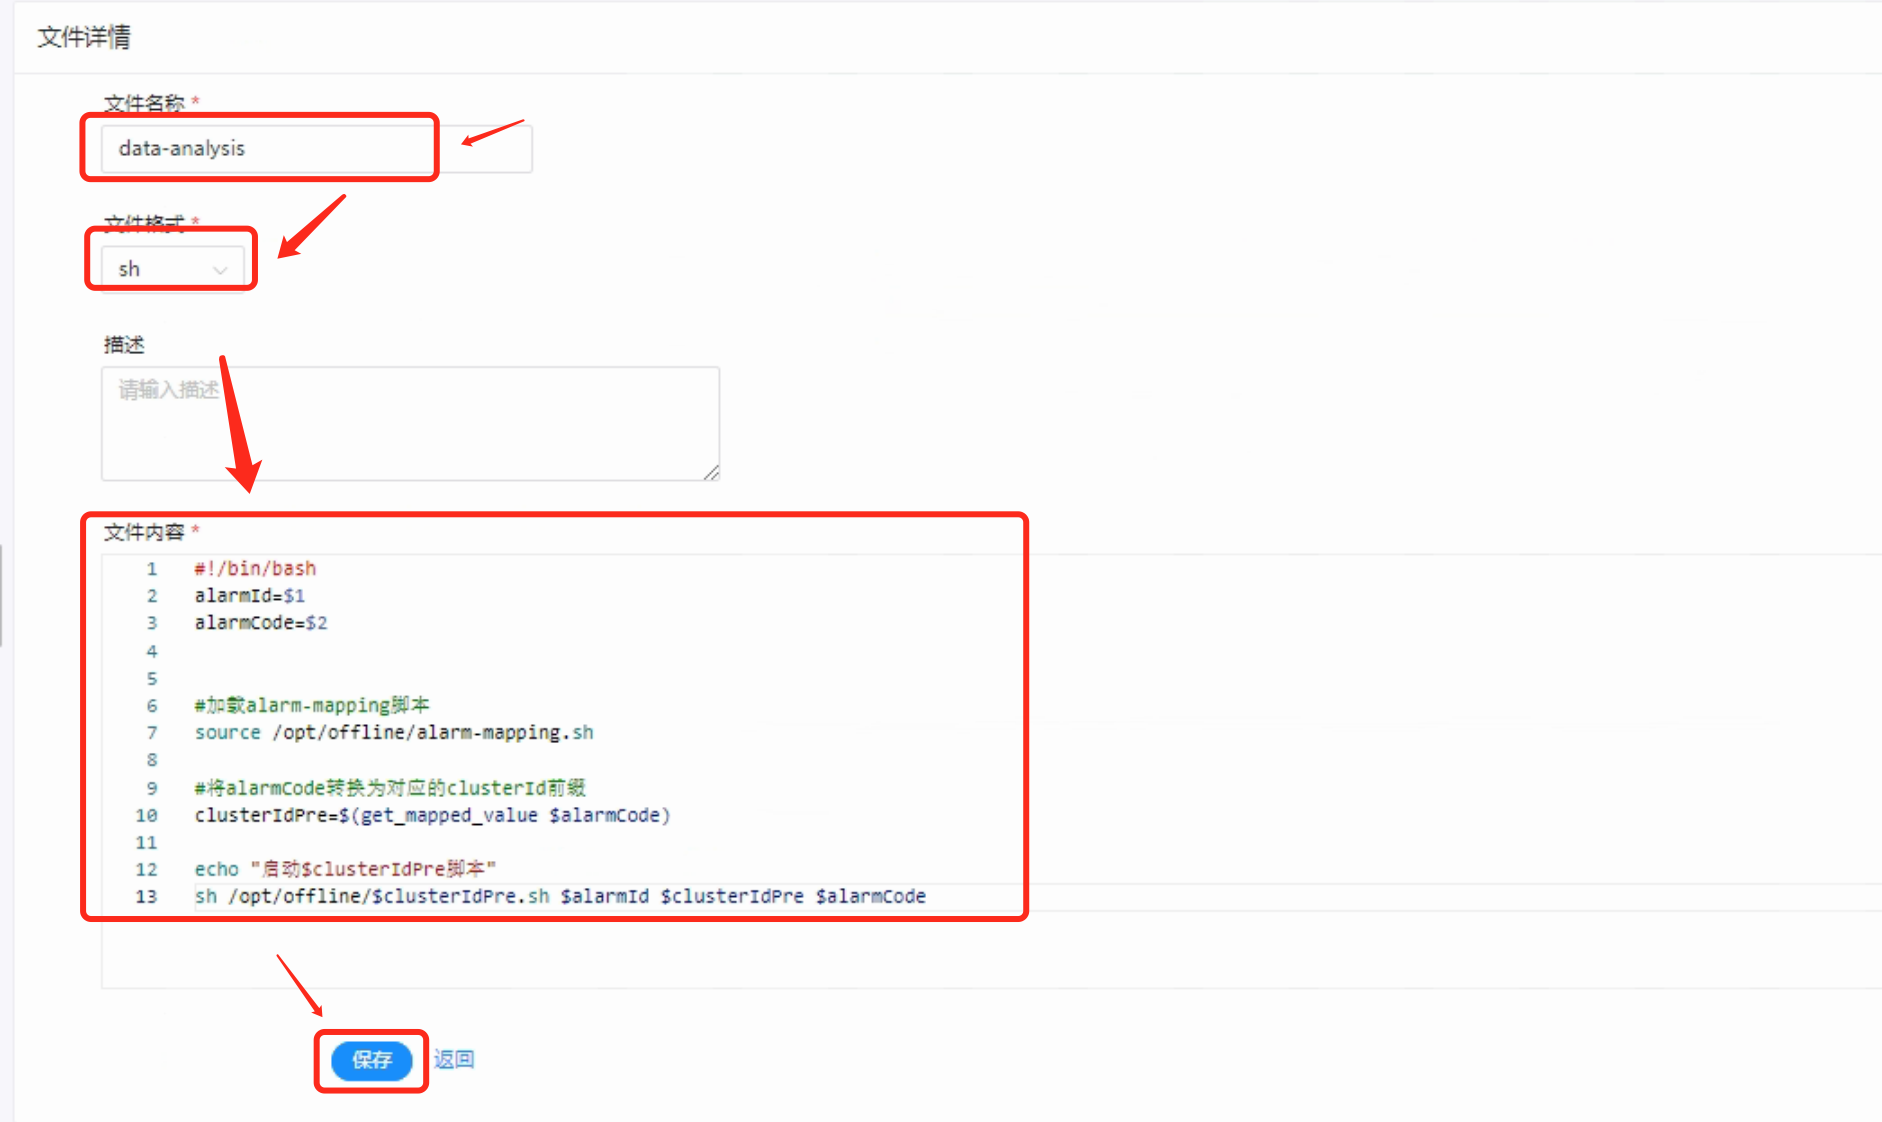 文件详情
文件名称 *
data-analysis
文件格式 *
sh
描述
请输入描述
文件内容 *
1 #!/bin/bash
2 alarmId=$1
3 alarmCode=$2
4
5
6 #加载alarm-mapping脚本
7 source /opt/offline/alarm-mapping.sh
8
9 #将alarmCode转换为对应的clusterId前缀
10 clusterIdPre=$(get_mapped_value $alarmCode)
11
12 echo "启动$clusterIdPre脚本"
13 sh /opt/offline/$clusterIdPre.sh $alarmId $clusterIdPre $alarmCode
保存 返回